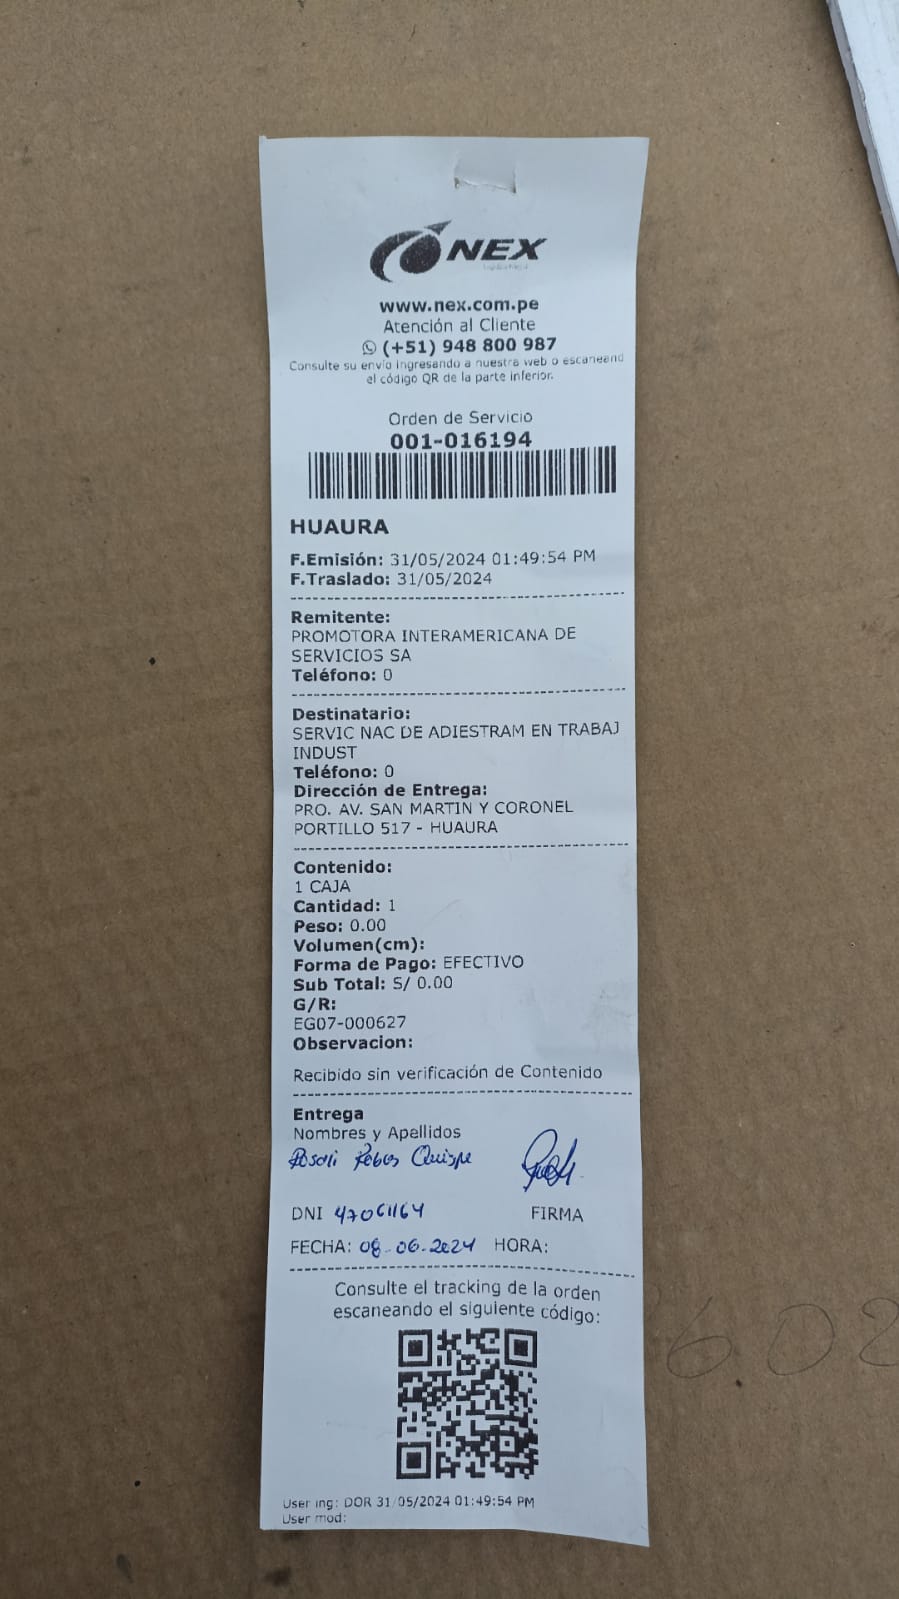 NEX
www.nex.com.pe
Atención al Cliente
(+51) 948 800 987
Consulte su envío ingresando a nuestra web o escaneand
el código QR de la parte inferior.
Orden de Servicio
001-016194
HUAURA
F.Emisión: 31/05/2024 01:49:54 PM
F.Traslado: 31/05/2024
Remitente:
PROMOTORA INTERAMERICANA DE
SERVICIOS SA
Teléfono: 0
Destinatario:
SERVIC NAC DE ADIESTRAM EN TRABAJ
INDUST
Teléfono: 0
Dirección de Entrega:
PRO. AV. SAN MARTIN Y CORONEL
PORTILLO 517 - HUAURA
Contenido:
1 CAJA
Cantidad: 1
Peso: 0.00
Volumen(cm):
Forma de Pago: EFECTIVO
Sub Total: S/ 0.00
G/R:
EG07-000627
Observacion:
Recibido sin verificación de Contenido
Entrega
Nombres y Apellidos
Rosali Quispe
DNI 47061164 FIRMA
FECHA: 08-06-2024 HORA:
Consulte el tracking de la orden
escaneando el siguiente código:
User ing: DOR 31/05/2024 01:49:54 PM
User mod: